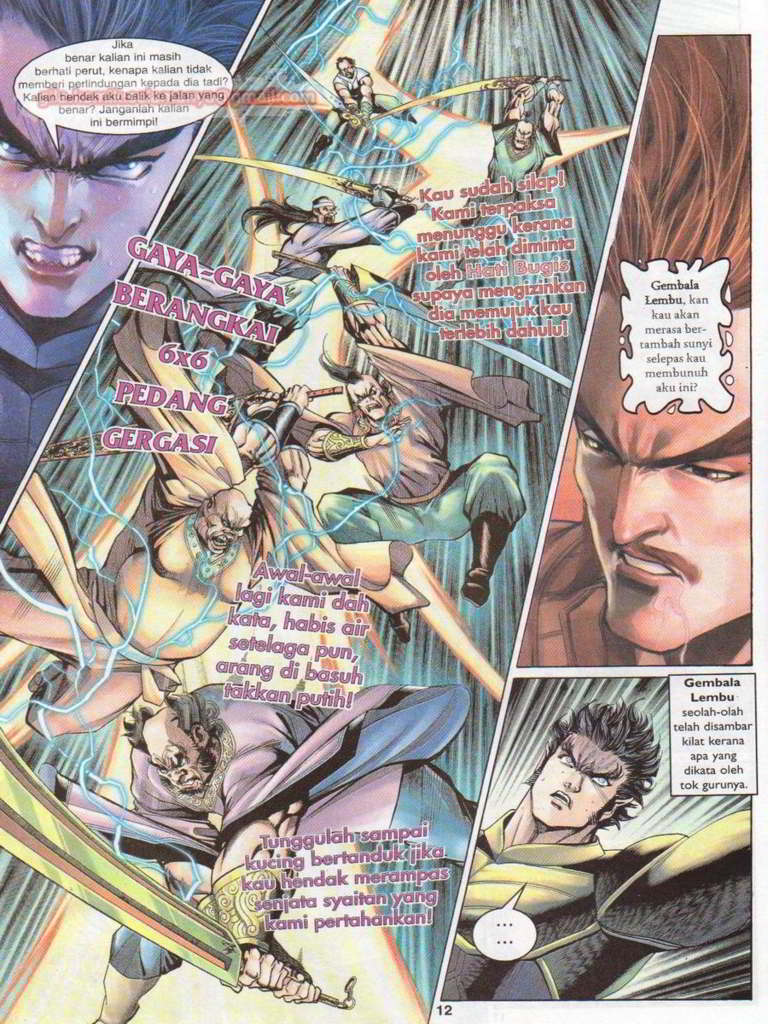 Jika
benar kalian ini masih
berhati perut, kenapa kalian tidak
memberi perlindungan kepada dia tadi?
Kalian hendak aku balik ke jalan yang
benar? Janganlah kalian
ini bermimpi!
Kau sudah silap!
Kami terpaksa
menunggu kerana
kami telah diminta
oleh Hati Bugis
supaya mengizinkan
dia memujuk kau
terlebih dahulu!
GAYA-GAYA
BERANGKAI
6x6
PEDANG
GERGASI
Awal-awal
lagi kami dah
kata, habis air
setelaga pun,
arang di basuh
takkan putih!
Tunggulah sampai
kucing bertanduk jika
kau hendak merampas
senjata syaitan yang
kami pertahankan!
Gembala
Lembu, kan
kau akan
merasa ber-
tambah sunyi
selepas kau
membunuh
aku ini?
Gembala
Lembu
seolah-olah
telah disambar
kilat kerana
apa yang
dikata oleh
tok gurunya.
...
...
12